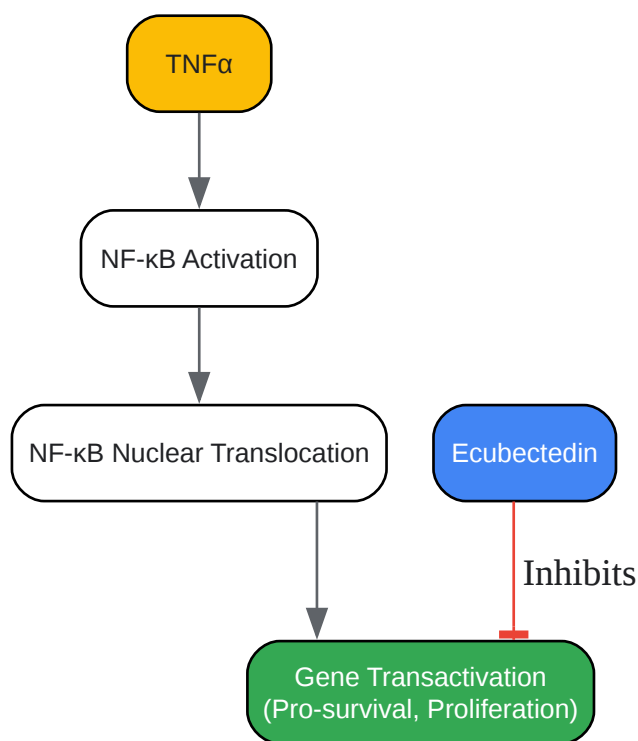 TNFα
NF-κB Activation
NF-κB Nuclear Translocation
Ecubectedin
Inhibits
Gene Transactivation
(Pro-survival, Proliferation)